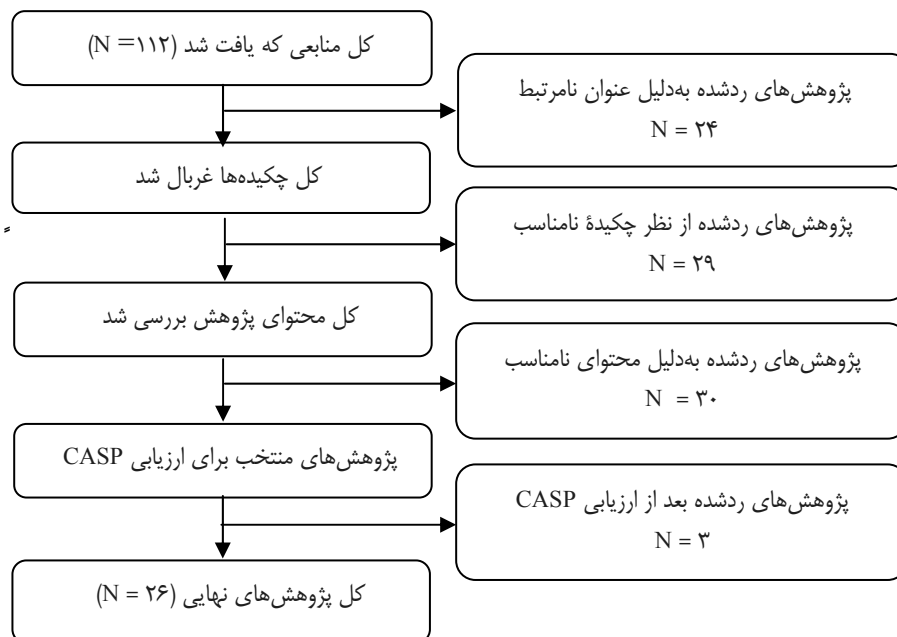 کل منابعی که یافت شد (N =۱۱۲)
پژوهش‌های ردشده به‌دلیل عنوان نامرتبط
N = ۲۴
کل چکیده‌ها غربال شد
پژوهش‌های ردشده از نظر چکیدهٔ نامناسب
N = ۲۹
کل محتوای پژوهش بررسی شد
پژوهش‌های ردشده به‌دلیل محتوای نامناسب
N = ۳۰
پژوهش‌های منتخب برای ارزیابی CASP
پژوهش‌های ردشده بعد از ارزیابی CASP
N = ۳
کل پژوهش‌های نهایی (N = ۲۶)